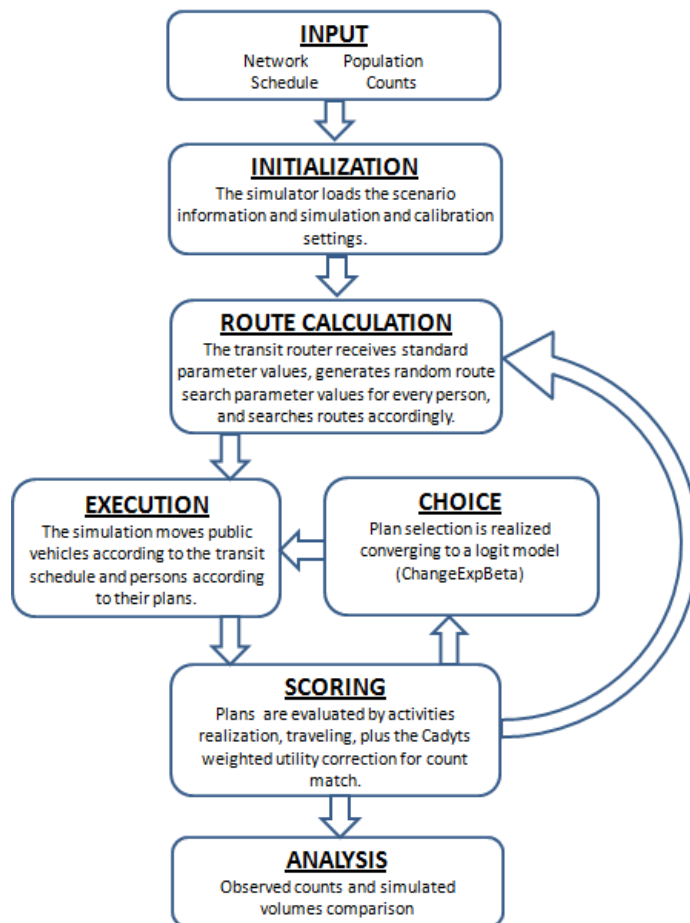 INPUT
Network Population
Schedule Counts
INITIALIZATION
The simulator loads the scenario
information and simulation and calibration
settings.
ROUTE CALCULATION
The transit router receives standard
parameter values, generates random route
search parameter values for every person,
and searches routes accordingly.
EXECUTION
The simulation moves public
vehicles according to the transit
schedule and persons according
to their plans.
CHOICE
Plan selection is realized
converging to a logit model
(ChangeExpBeta)
SCORING
Plans are evaluated by activities
realization, traveling, plus the Cadyts
weighted utility correction for count
match.
ANALYSIS
Observed counts and simulated
volumes comparison